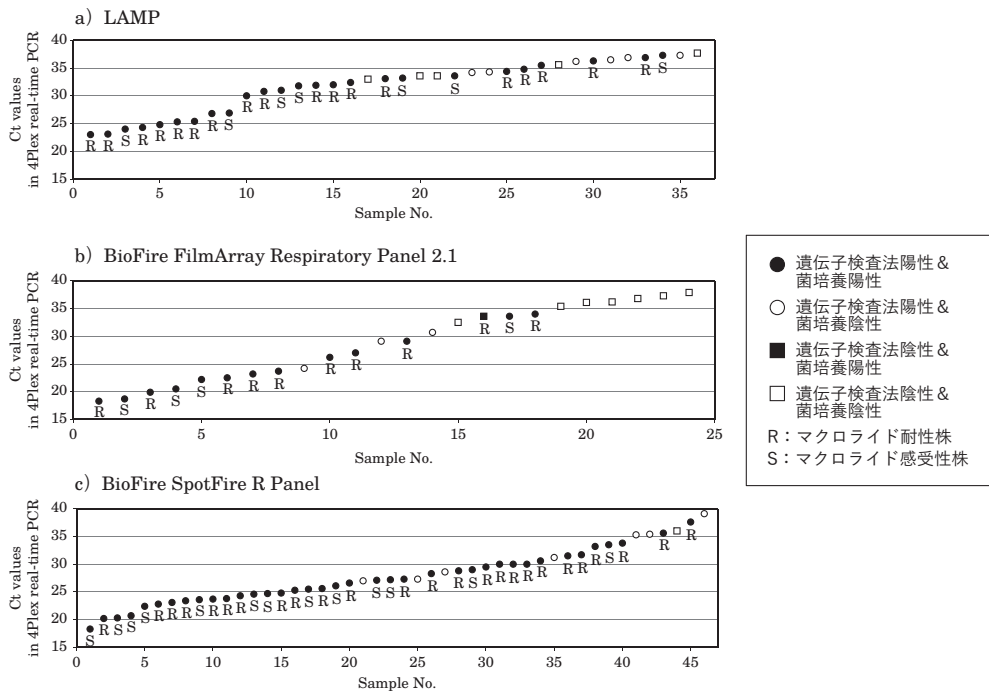 a) LAMP
Ct values
in 4Plex real-time PCR
40
35
30
25
20
15
R R S R R R R R S R R S S R R R R S S R R R R R S
0 5 10 15 20 25 30 35
Sample No.
b) BioFire FilmArray Respiratory Panel 2.1
Ct values
in 4Plex real-time PCR
40
35
30
25
20
15
R S R S S R R R R R R R S R
0 5 10 15 20 25
Sample No.
c) BioFire SpotFire R Panel
Ct values
in 4Plex real-time PCR
40
35
30
25
20
15
S R S S S R R R S R R R S S R R S R S R S S R R R S R R R R R R R R S R R R
0 5 10 15 20 25 30 35 40 45
Sample No.
遺伝子検査法陽性&
菌培養陽性
遺伝子検査法陽性&
菌培養陰性
遺伝子検査法陰性&
菌培養陽性
遺伝子検査法陰性&
菌培養陰性
R：マクロライド耐性株
S：マクロライド感受性株